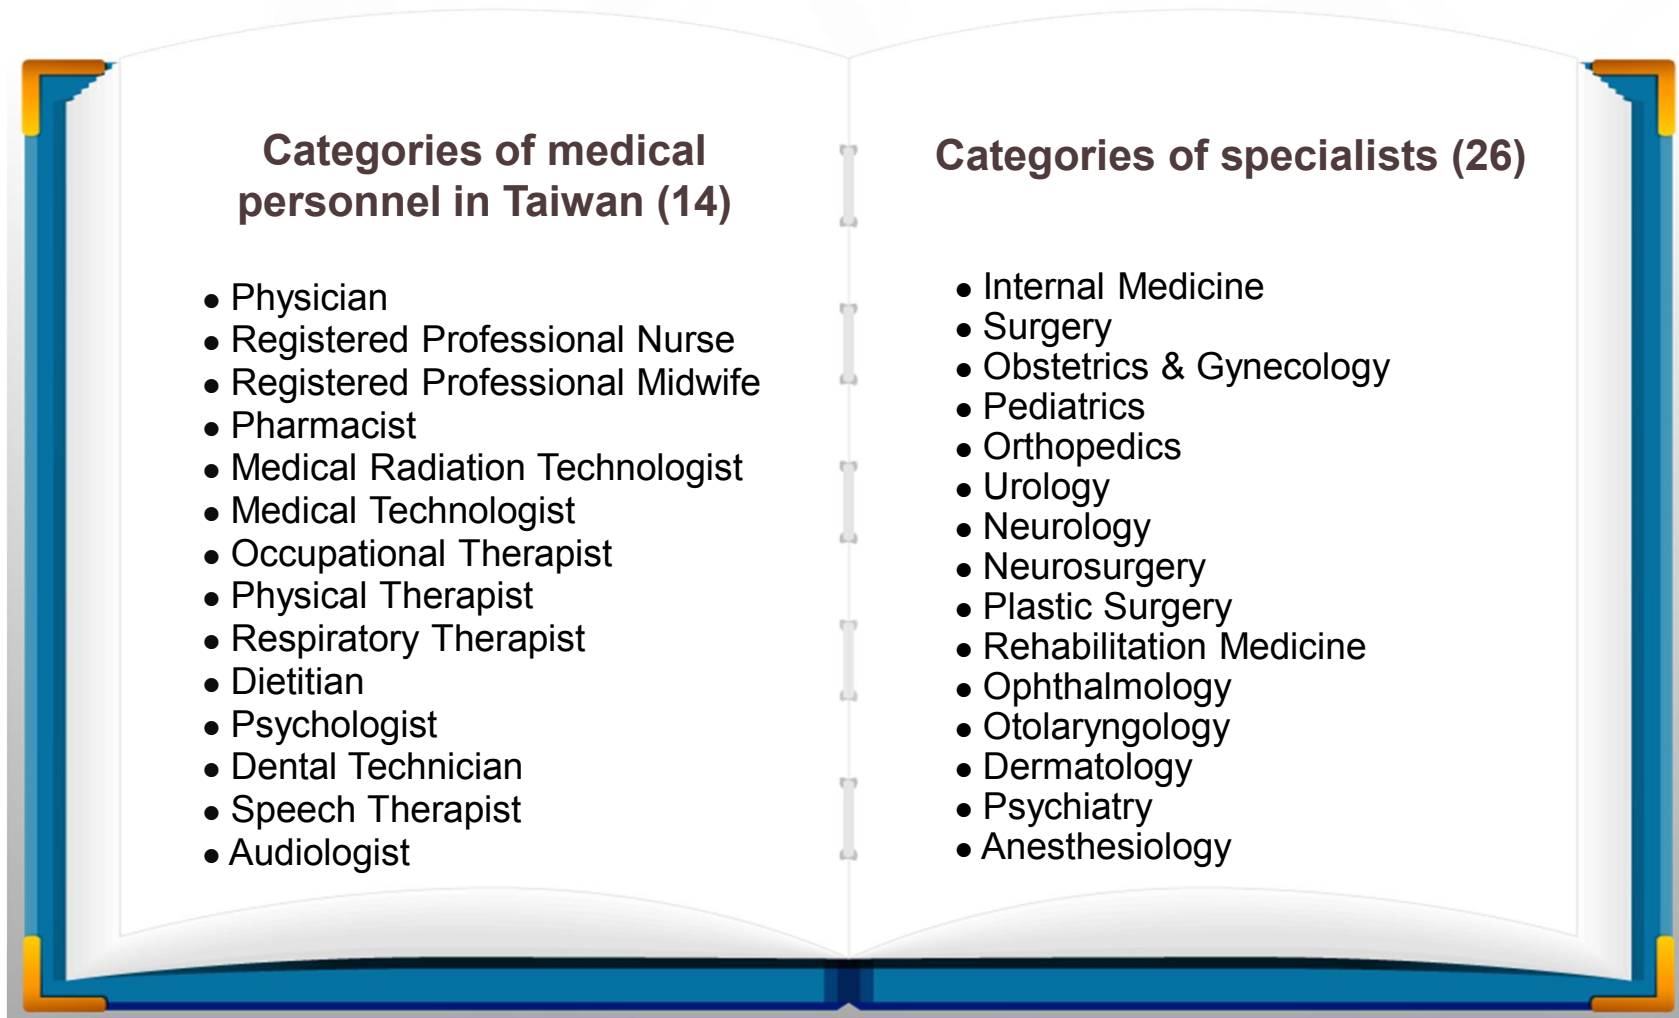 Categories of medical
personnel in Taiwan (14)
● Physician
● Registered Professional Nurse
● Registered Professional Midwife
● Pharmacist
● Medical Radiation Technologist
● Medical Technologist
● Occupational Therapist
● Physical Therapist
● Respiratory Therapist
● Dietitian
● Psychologist
● Dental Technician
● Speech Therapist
● Audiologist
Categories of specialists (26)
● Internal Medicine
● Surgery
● Obstetrics & Gynecology
● Pediatrics
● Orthopedics
● Urology
● Neurology
● Neurosurgery
● Plastic Surgery
● Rehabilitation Medicine
● Ophthalmology
● Otolaryngology
● Dermatology
● Psychiatry
● Anesthesiology